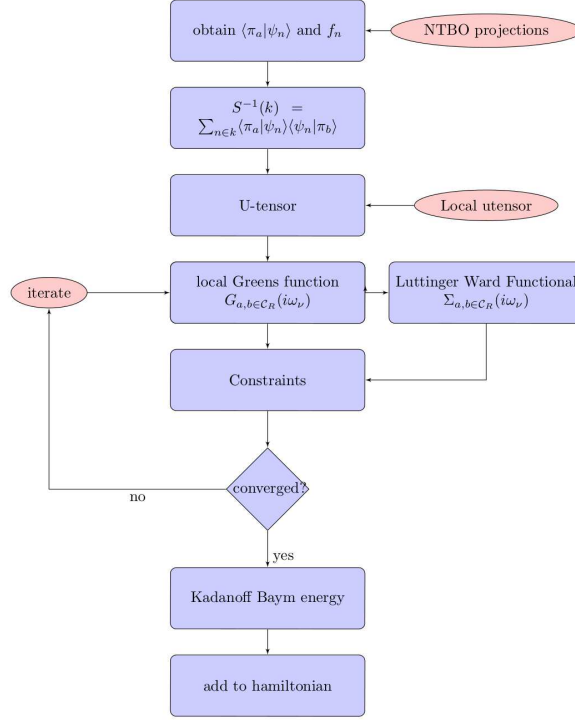 obtain ⟨π_a|ψ_n⟩ and f_n
NTBO projections
S^{-1}(k) =
∑_{n∈k}⟨π_a|ψ_n⟩⟨ψ_n|π_b⟩
U-tensor
Local utensor
iterate
local Greens function
G_{a,b∈𝒞_R}(iω_ν)
Luttinger Ward Functional
Σ_{a,b∈𝒞_R}(iω_ν)
Constraints
converged?
no
yes
Kadanoff Baym energy
add to hamiltonian